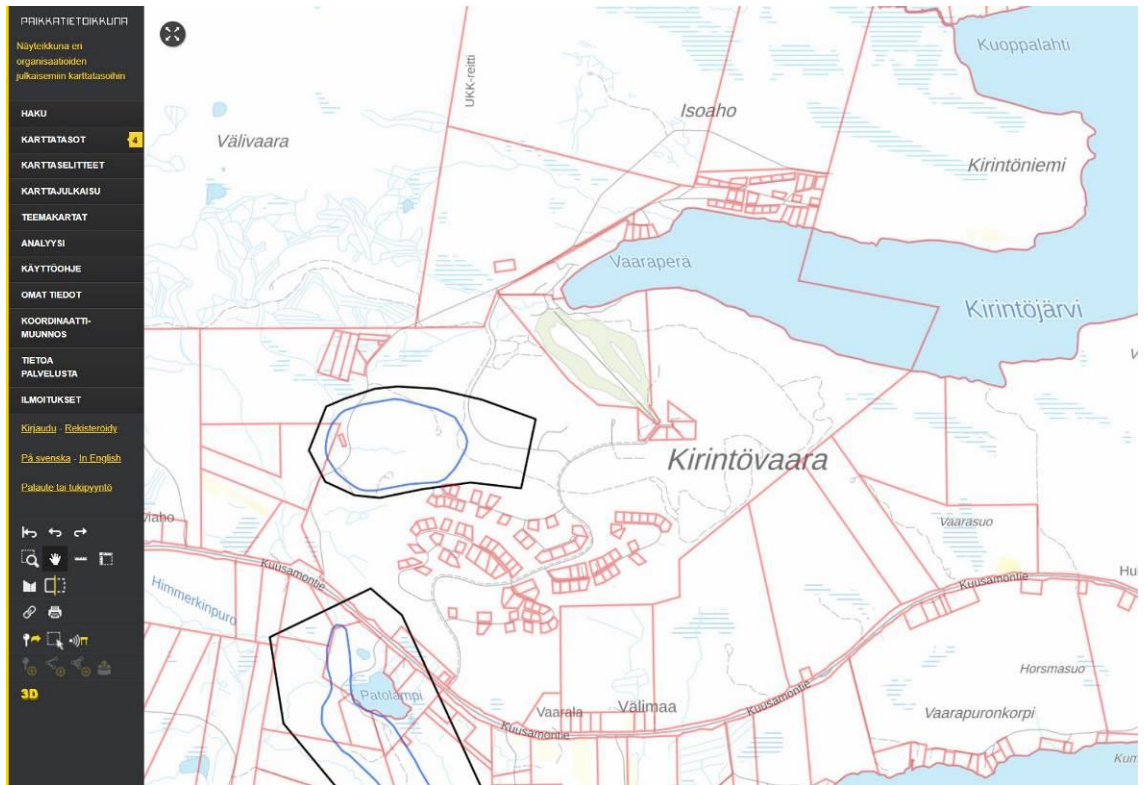 PAIKKATIETOIKKUNA
Näyteikkuna eri
organisaatioiden
julkaisemiin karttatasoihin
HAKU
KARTTATASOT 4
KARTTASELITTEET
KARTTAJULKAISU
TEEMAKARTAT
ANALYYSI
KÄYTTÖOHJE
OMAT TIEDOT
KOORDINAATTI-
MUUNNOS
TIETOA
PALVELUSTA
ILMOITUKSET
Kirjaudu - Rekisteröidy
På svenska - In English
Palaute tai tukipyyntö
3D
UKK-reitti
Kuoppalahti
Isoaho
Välivaara
Kirintöniemi
Vaaraperä
Kirintöjärvi
Kirintövaara
Vaarasuo
Kuusamontie
Kuusamontie
Himmerkinpuro
Horsmasuo
Patolampi
Kuusamontie
Vaarala
Välimaa
Vaarapuronkorpi
Kuusamontie